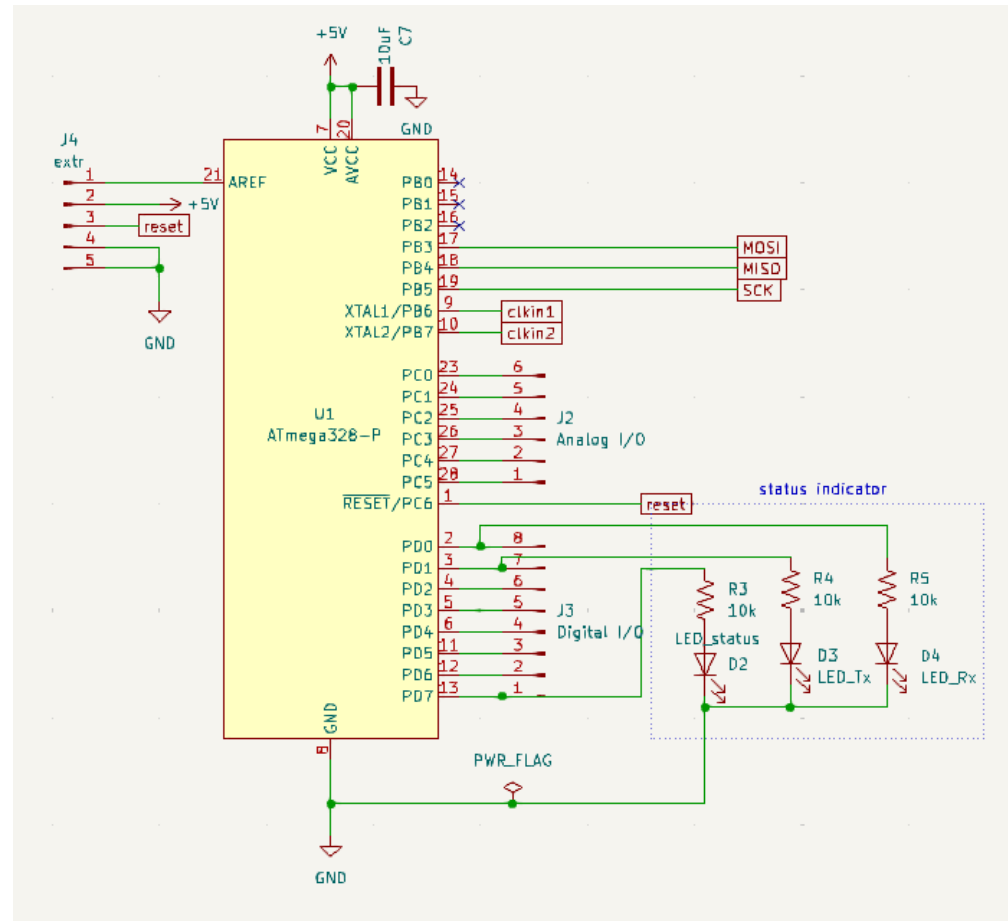 +5V
10uF
C7
GND
J4
extr
1
2
3
4
5
+5V
reset
GND
7
20
VCC
AVCC
21
AREF
U1
ATmega328-P
PB0
14
PB1
15
PB2
16
PB3
17
MOSI
PB4
18
MISO
PB5
19
SCK
XTAL1/PB6
9
clkin1
XTAL2/PB7
10
clkin2
PC0
23
6
PC1
24
5
PC2
25
4
PC3
26
3
PC4
27
2
PC5
28
1
J2
Analog I/O
RESET/PC6
1
reset
PD0
2
8
PD1
3
7
PD2
4
6
PD3
5
5
PD4
6
4
PD5
11
3
PD6
12
2
PD7
13
1
J3
Digital I/O
status indicator
R3
10k
R4
10k
R5
10k
LED_status
D2
D3
LED_Tx
D4
LED_Rx
GND
8
PWR_FLAG
GND